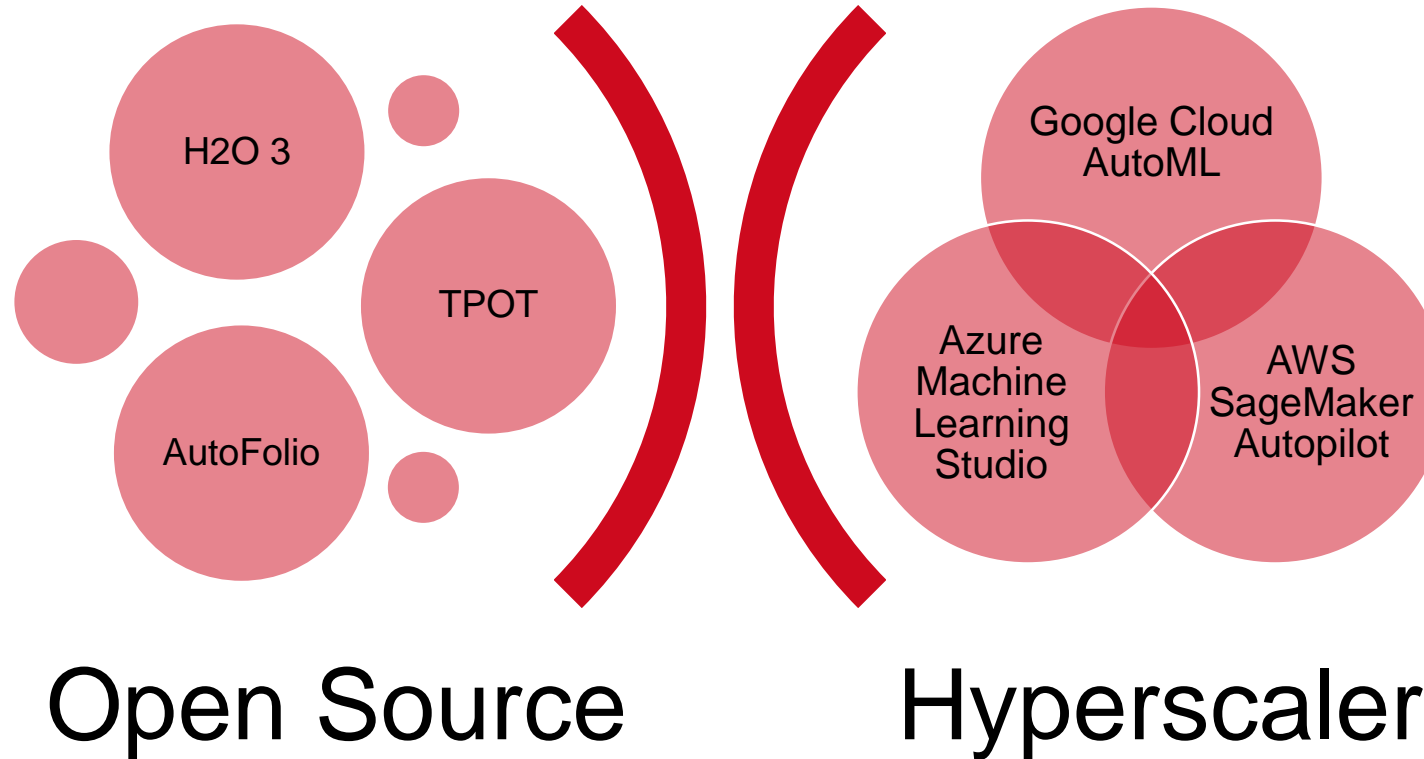 H2O 3
TPOT
AutoFolio
Google Cloud
AutoML
Azure
Machine
Learning
Studio
AWS
SageMaker
Autopilot
Open Source
Hyperscaler